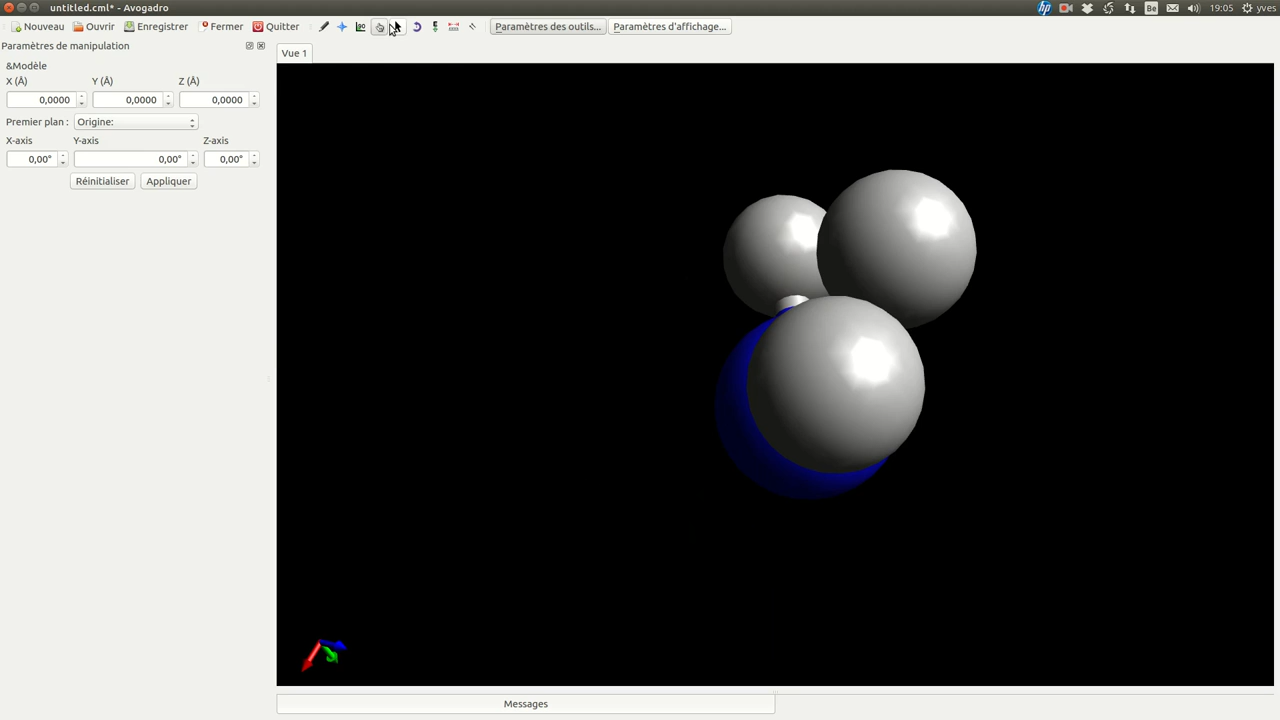 untitled.cml* - Avogadro
hp Be 19:05 yves
Nouveau Ouvrir Enregistrer Fermer Quitter Paramètres des outils... Paramètres d'affichage...
Paramètres de manipulation
Vue 1
&Modèle
X (Å) Y (Å) Z (Å)
0,0000 0,0000 0,0000
Premier plan : Origine:
X-axis Y-axis Z-axis
0,00° 0,00° 0,00°
Réinitialiser Appliquer
Messages